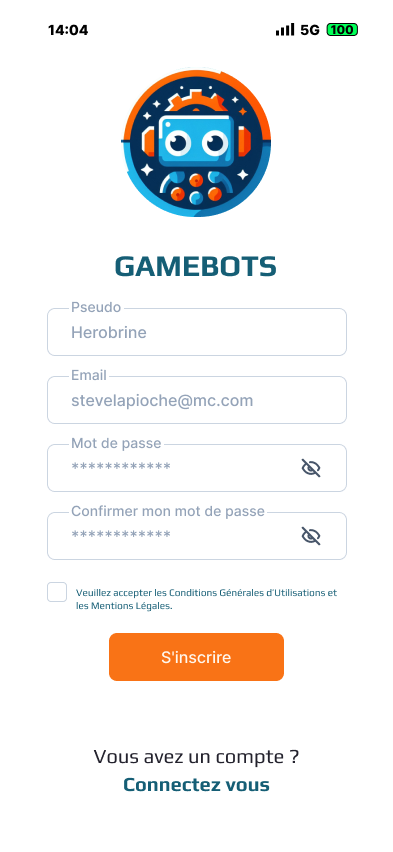 14:04 5G 100
GAMEBOTS
Pseudo
Herobrine
Email
stevelapioche@mc.com
Mot de passe
************
Confirmer mon mot de passe
************
Veuillez accepter les Conditions Générales d'Utilisations et
les Mentions Légales.
S'inscrire
Vous avez un compte ?
Connectez vous